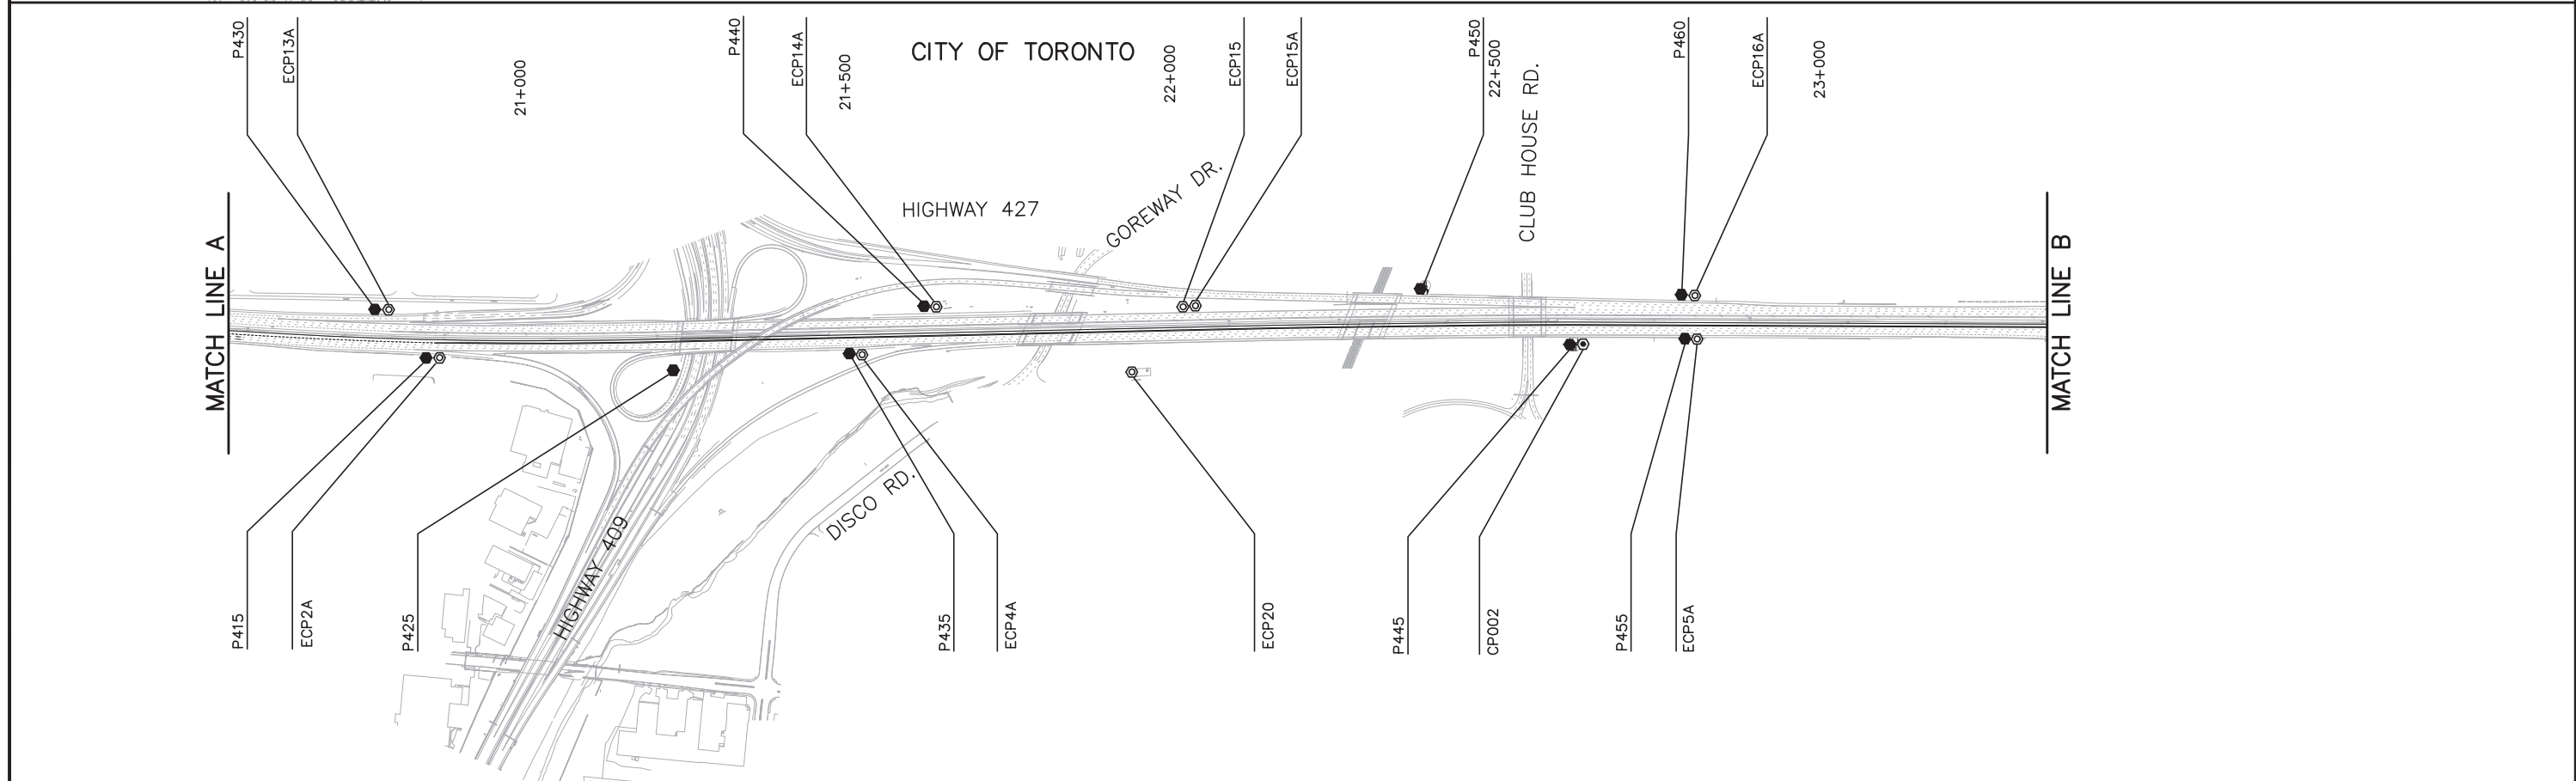 P430
ECP13A
21+000
P440
ECP14A
21+500
CITY OF TORONTO
22+000
ECP15
ECP15A
P450
22+500
CLUB HOUSE RD.
P460
ECP16A
23+000
HIGHWAY 427
GOREWAY DR.
MATCH LINE A
MATCH LINE B
HIGHWAY 409
DISCO RD.
P415
ECP2A
P425
P435
ECP4A
ECP20
P445
CP002
P455
ECP5A